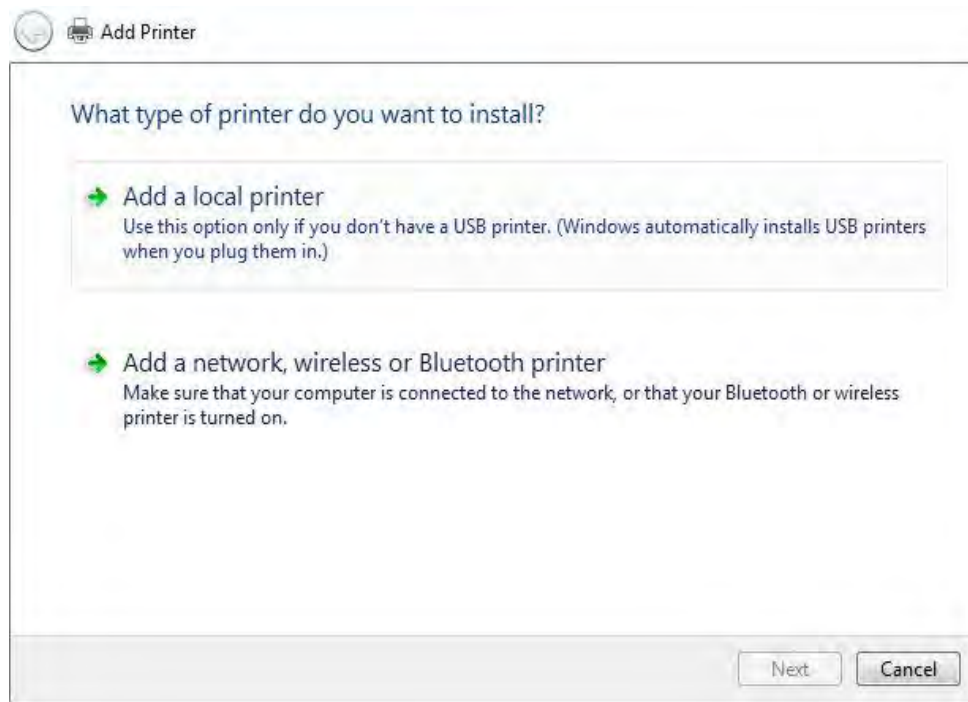 Add Printer
What type of printer do you want to install?
Add a local printer
Use this option only if you don't have a USB printer. (Windows automatically installs USB printers
when you plug them in.)
Add a network, wireless or Bluetooth printer
Make sure that your computer is connected to the network, or that your Bluetooth or wireless
printer is turned on.
Next Cancel